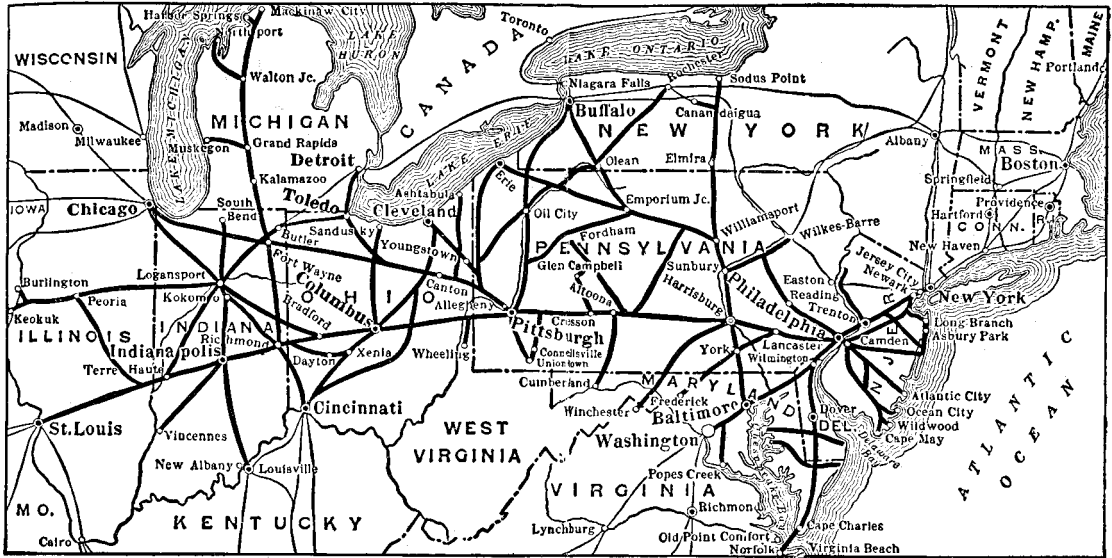 Harbor Springs
Mackinaw City
Northport
WISCONSIN
LAKE MICHIGAN
LAKE HURON
CANADA
Toronto
LAKE ONTARIO
VERMONT
NEW HAMP.
MAINE
Portland
Walton Jc.
Niagara Falls
Rochester
Sodus Point
Buffalo
Canandaigua
Madison
Milwaukee
MICHIGAN
Muskegon
Grand Rapids
Detroit
LAKE ERIE
NEW YORK
Albany
MASS.
Boston
Kalamazoo
Olean
Elmira
Springfield
Erie
Ashtabula
IOWA
Chicago
South Bend
Toledo
Cleveland
Sandusky
Oil City
Emporium Jc.
Williamsport
Wilkes-Barre
Providence
Hartford
R.I.
CONN.
New Haven
Butler
Youngstown
Fordham
PENNSYLVANIA
Fort Wayne
Glen Campbell
Sunbury
Jersey City
Newark
New York
Burlington
Logansport
Canton
Allegheny
Altoona
Harrisburg
Philadelphia
Easton
Reading
Trenton
Peoria
Kokomo
Columbus
OHIO
Bradford
Pittsburgh
Cresson
Long Branch
Asbury Park
Camden
N. JER.
Keokuk
ILLINOIS
INDIANA
Richmond
Indianapolis
Dayton
Xenia
Wheeling
Connellsville
Uniontown
York
Lancaster
Wilmington
Terre Haute
Cumberland
MARYLAND
Frederick
Winchester
Baltimore
Dover
DEL.
Atlantic City
Ocean City
Wildwood
Cape May
Delaware Bay
ATLANTIC OCEAN
Cincinnati
St. Louis
Vincennes
WEST VIRGINIA
Washington
New Albany
Louisville
Popes Creek
Chesapeake Bay
VIRGINIA
Richmond
MO.
KENTUCKY
Cairo
Lynchburg
Old Point Comfort
Norfolk
Cape Charles
Virginia Beach